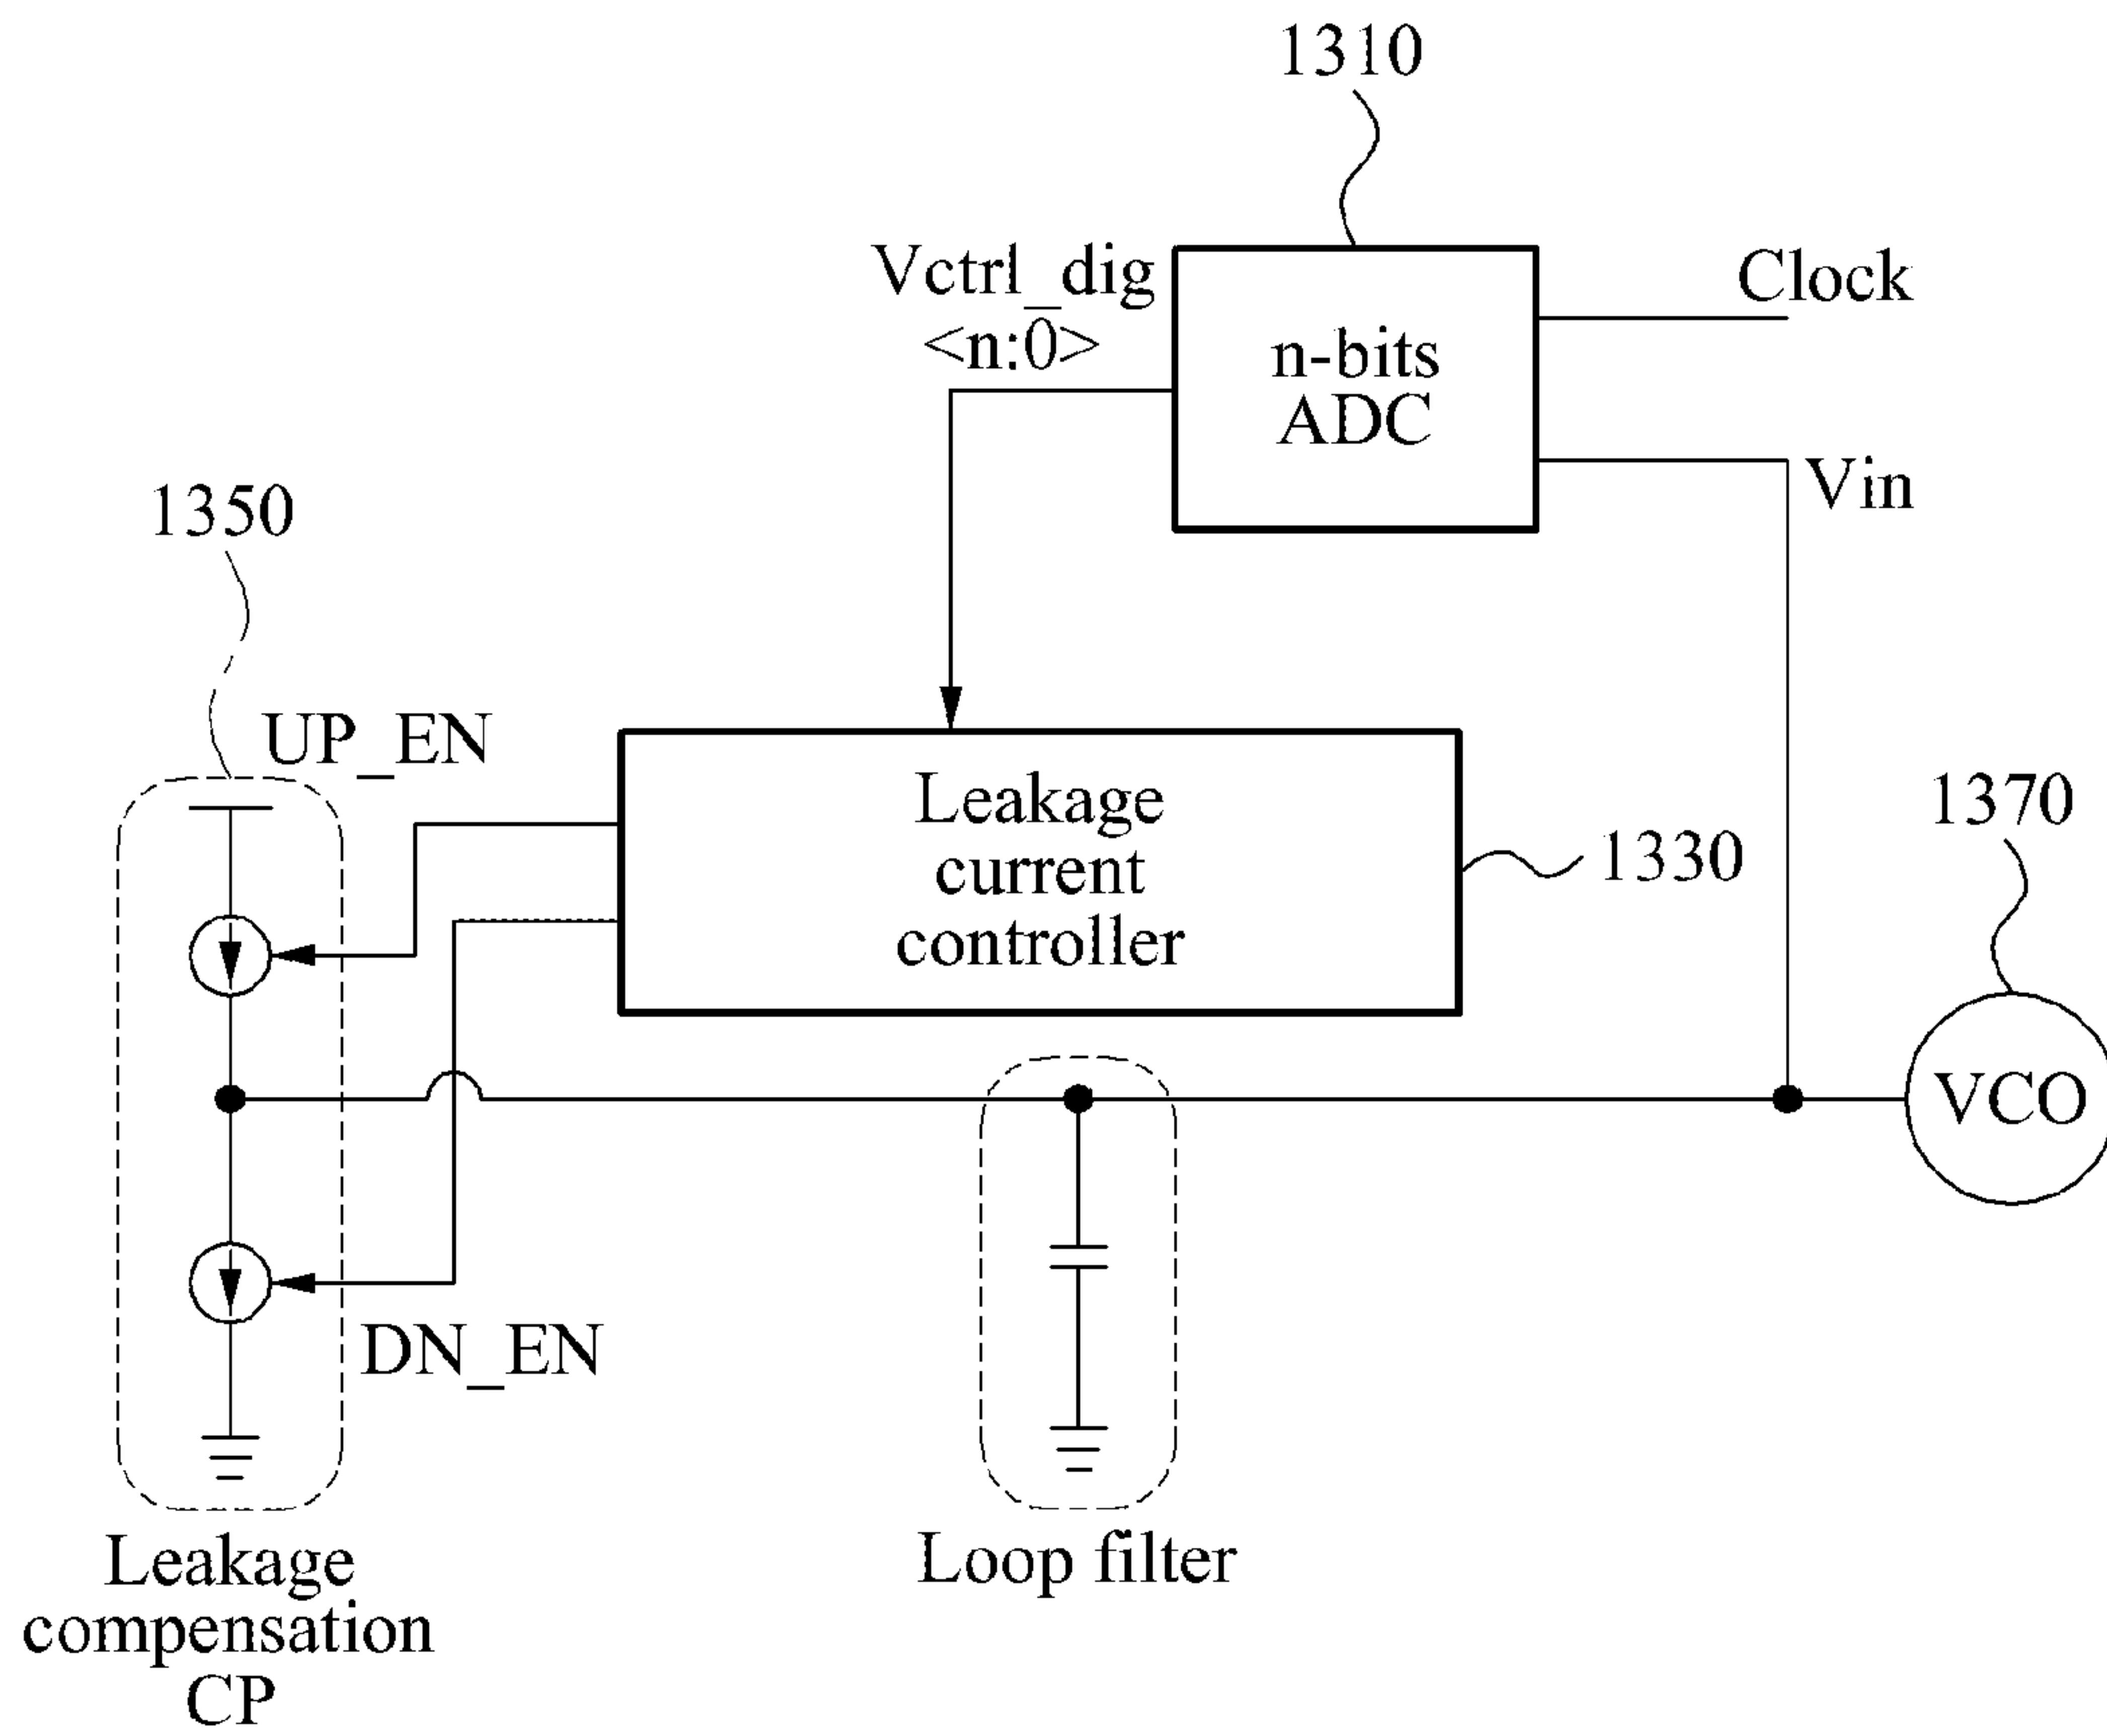 1310
Vctrl_dig
<n:0>
n-bits
ADC
Clock
Vin
1350
UP_EN
Leakage
current
controller
1330
1370
VCO
DN_EN
Loop filter
Leakage
compensation
CP